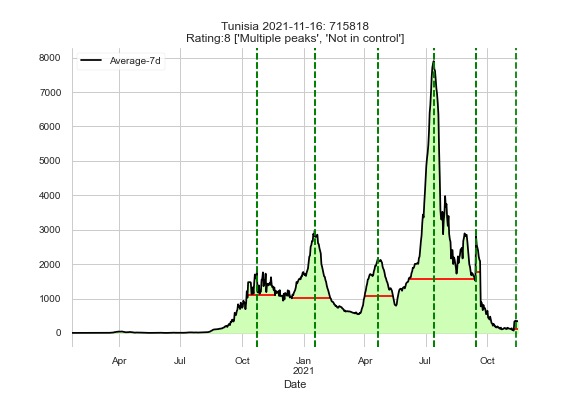 Tunisia 2021-11-16: 715818
Rating:8 ['Multiple peaks', 'Not in control']
Average-7d
8000
7000
6000
5000
4000
3000
2000
1000
0
Apr Jul Oct Jan Apr Jul Oct
2021
Date